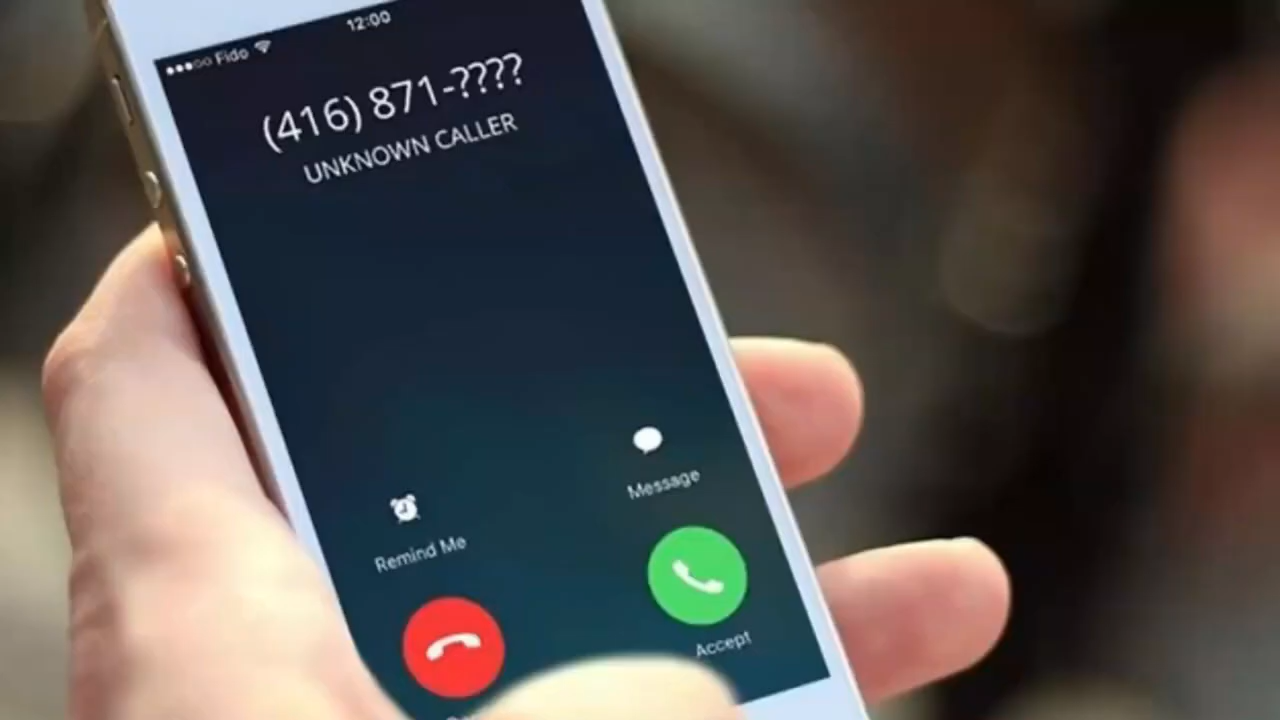 12:00
●●●○○ Fido
(416) 871-????
UNKNOWN CALLER
Message
Remind Me
Accept